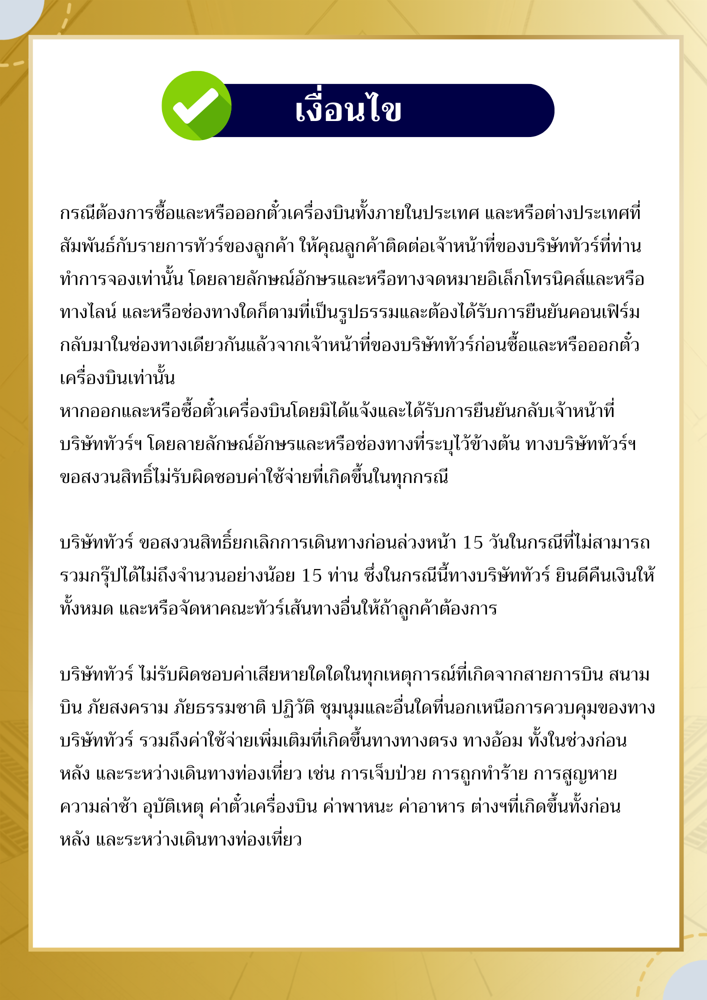 เงื่อนไข
กรณีต้องการซื้อและหรือออกตั๋วเครื่องบินทั้งภายในประเทศ และหรือต่างประเทศที่
สัมพันธ์กับรายการทัวร์ของลูกค้า ให้คุณลูกค้าติดต่อเจ้าหน้าที่ของบริษัททัวร์ที่ท่าน
ทำการจองเท่านั้น โดยลายลักษณ์อักษรและหรือทางจดหมายอิเล็กโทรนิคส์และหรือ
ทางไลน์ และหรือช่องทางใดก็ตามที่เป็นรูปธรรมและต้องได้รับการยืนยันคอนเฟิร์ม
กลับมาในช่องทางเดียวกันแล้วจากเจ้าหน้าที่ของบริษัททัวร์ก่อนซื้อและหรือออกตั๋ว
เครื่องบินเท่านั้น
หากออกและหรือซื้อตั๋วเครื่องบินโดยมิได้แจ้งและได้รับการยืนยันกลับเจ้าหน้าที่
บริษัททัวร์ฯ โดยลายลักษณ์อักษรและหรือช่องทางที่ระบุไว้ข้างต้น ทางบริษัททัวร์ฯ
ขอสงวนสิทธิ์ไม่รับผิดชอบค่าใช้จ่ายที่เกิดขึ้นในทุกกรณี
บริษัททัวร์ ขอสงวนสิทธิ์ยกเลิกการเดินทางก่อนล่วงหน้า 15 วันในกรณีที่ไม่สามารถ
รวมกรุ๊ปได้ไม่ถึงจำนวนอย่างน้อย 15 ท่าน ซึ่งในกรณีนี้ทางบริษัททัวร์ ยินดีคืนเงินให้
ทั้งหมด และหรือจัดหาคณะทัวร์เส้นทางอื่นให้ถ้าลูกค้าต้องการ
บริษัททัวร์ ไม่รับผิดชอบค่าเสียหายใดใดในทุกเหตุการณ์ที่เกิดจากสายการบิน สนาม
บิน ภัยสงคราม ภัยธรรมชาติ ปฏิวัติ ชุมนุมและอื่นใดที่นอกเหนือการควบคุมของทาง
บริษัททัวร์ รวมถึงค่าใช้จ่ายเพิ่มเติมที่เกิดขึ้นทางทางตรง ทางอ้อม ทั้งในช่วงก่อน
หลัง และระหว่างเดินทางท่องเที่ยว เช่น การเจ็บป่วย การถูกทำร้าย การสูญหาย
ความล่าช้า อุบัติเหตุ ค่าตั๋วเครื่องบิน ค่าพาหนะ ค่าอาหาร ต่างฯที่เกิดขึ้นทั้งก่อน
หลัง และระหว่างเดินทางท่องเที่ยว